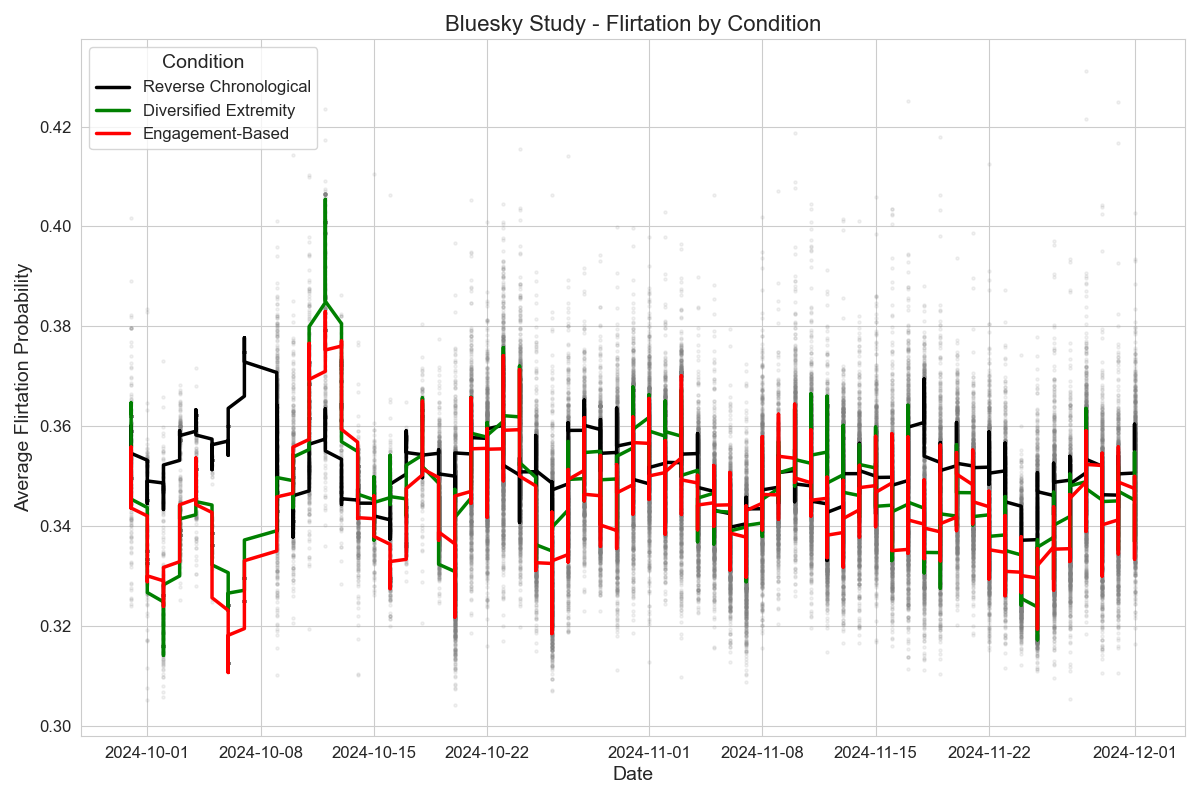 Bluesky Study - Flirtation by Condition
Condition
Reverse Chronological
Diversified Extremity
Engagement-Based
Average Flirtation Probability
0.42
0.40
0.38
0.36
0.34
0.32
0.30
2024-10-01 2024-10-08 2024-10-15 2024-10-22 2024-11-01 2024-11-08 2024-11-15 2024-11-22 2024-12-01
Date